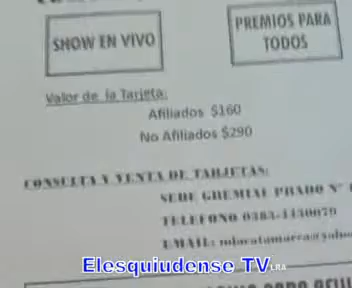 SHOW EN VIVO
PREMIOS PARA
TODOS
Valor de la Tarjeta:
Afiliados $160
No Afiliados $290
CONSULTA Y VENTA DE TARJETAS:
SEDE GREMIAL PRADO N°
TELEFONO 0383-4430079
EMAIL:
Elesquiudense TV